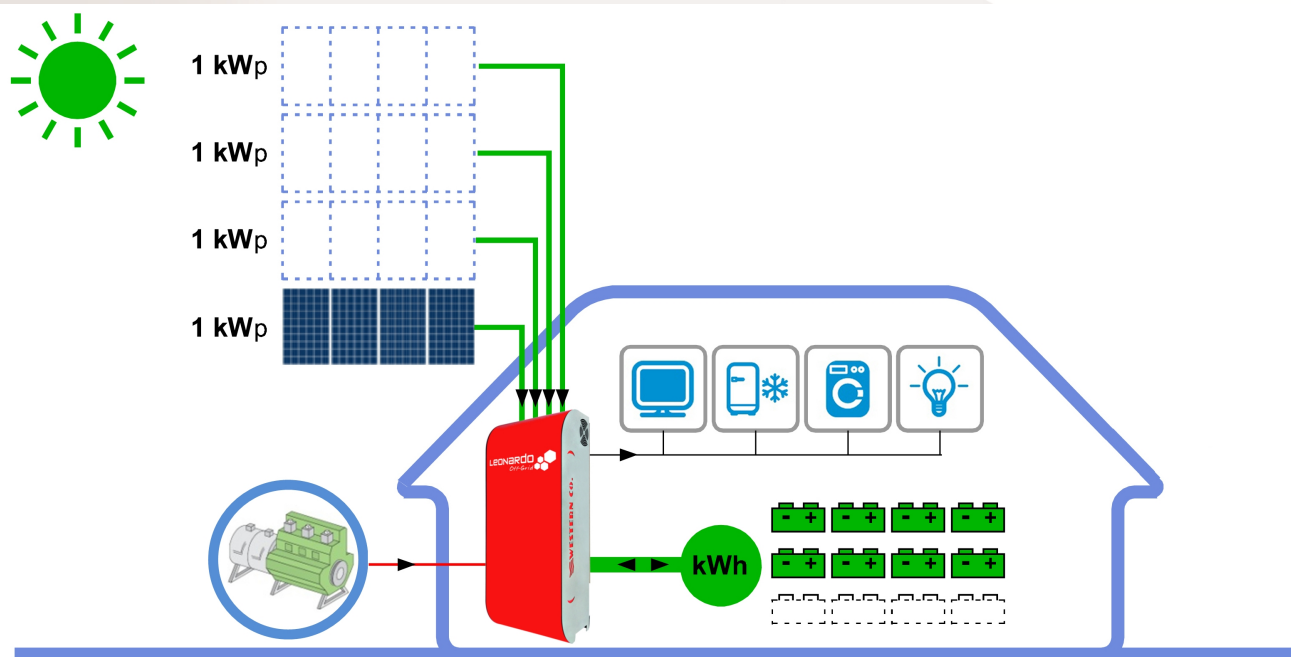 1 kWp
1 kWp
1 kWp
1 kWp
LEONARDO
Off-Grid
WESTERN CO.
kWh
- + - + - + - +
- + - + - + - +